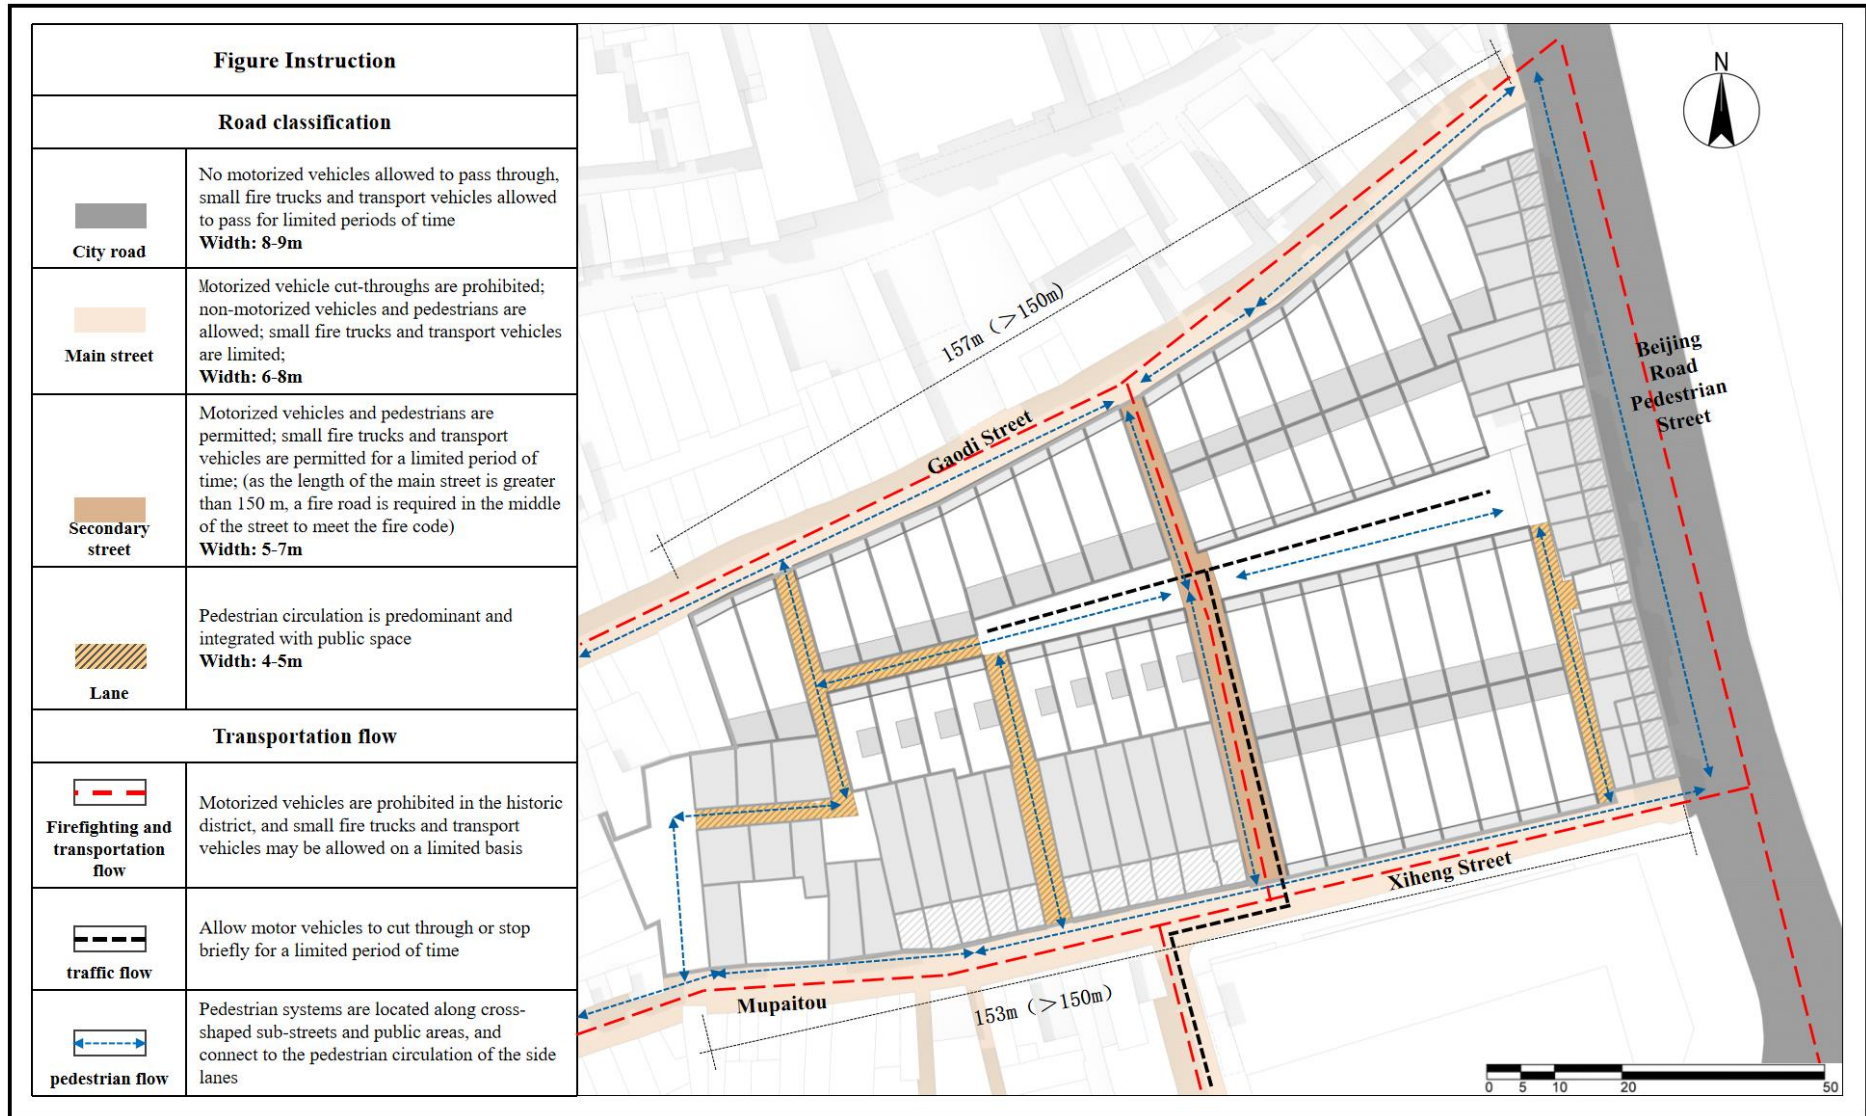 Figure Instruction
Road classification
City road
No motorized vehicles allowed to pass through,
small fire trucks and transport vehicles allowed
to pass for limited periods of time
Width: 8-9m
Main street
Motorized vehicle cut-throughs are prohibited;
non-motorized vehicles and pedestrians are
allowed; small fire trucks and transport vehicles
are limited;
Width: 6-8m
Secondary
street
Motorized vehicles and pedestrians are
permitted; small fire trucks and transport
vehicles are permitted for a limited period of
time; (as the length of the main street is greater
than 150 m, a fire road is required in the middle
of the street to meet the fire code)
Width: 5-7m
Lane
Pedestrian circulation is predominant and
integrated with public space
Width: 4-5m
Transportation flow
Firefighting and
transportation
flow
Motorized vehicles are prohibited in the historic
district, and small fire trucks and transport
vehicles may be allowed on a limited basis
traffic flow
Allow motor vehicles to cut through or stop
briefly for a limited period of time
pedestrian flow
Pedestrian systems are located along cross-
shaped sub-streets and public areas, and
connect to the pedestrian circulation of the side
lanes
N
157m（>150m）
Gaodi Street
Beijing
Road
Pedestrian
Street
Xiheng Street
Mupaitou
153m（>150m）
0 5 10 20 50